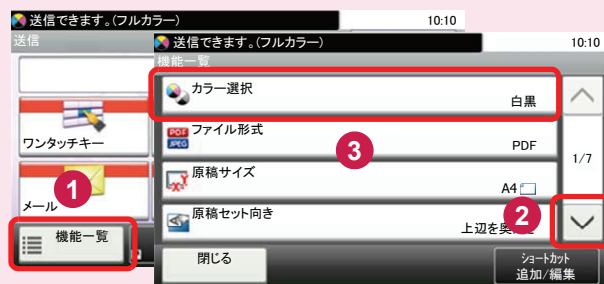 送信できます。(フルカラー)
10:10
送信
ワンタッチキー
メール
1
機能一覧
送信できます。(フルカラー)
10:10
機能一覧
カラー選択
白黒
PDF
JPEG
ファイル形式
PDF
3
1/7
原稿サイズ
A4
原稿セット向き
上辺を奥
2
閉じる
ショートカット
追加/編集